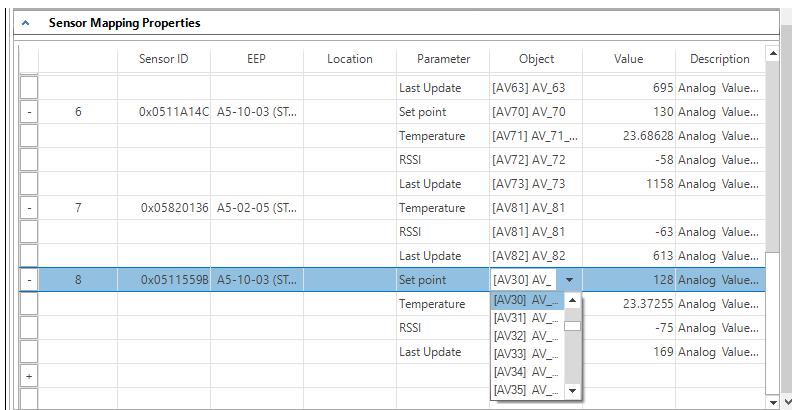 Sensor Mapping Properties
Sensor ID EEP Location Parameter Object Value Description
Last Update [AV63] AV_63 695 Analog Value...
- 6 0x0511A14C A5-10-03 (ST... Set point [AV70] AV_70 130 Analog Value...
Temperature [AV71] AV_71_... 23.68628 Analog Value...
RSSI [AV72] AV_72 -58 Analog Value...
Last Update [AV73] AV_73 1158 Analog Value...
- 7 0x05820136 A5-02-05 (ST... Temperature [AV81] AV_81
RSSI [AV81] AV_81 -63 Analog Value...
Last Update [AV82] AV_82 613 Analog Value...
- 8 0x0511559B A5-10-03 (ST... Set point [AV30] AV_ 128 Analog Value...
Temperature [AV30] AV_... 23.37255 Analog Value...
[AV31] AV_...
RSSI [AV32] AV_... -75 Analog Value...
Last Update [AV33] AV_... 169 Analog Value...
+ [AV34] AV_...
[AV35] AV_...